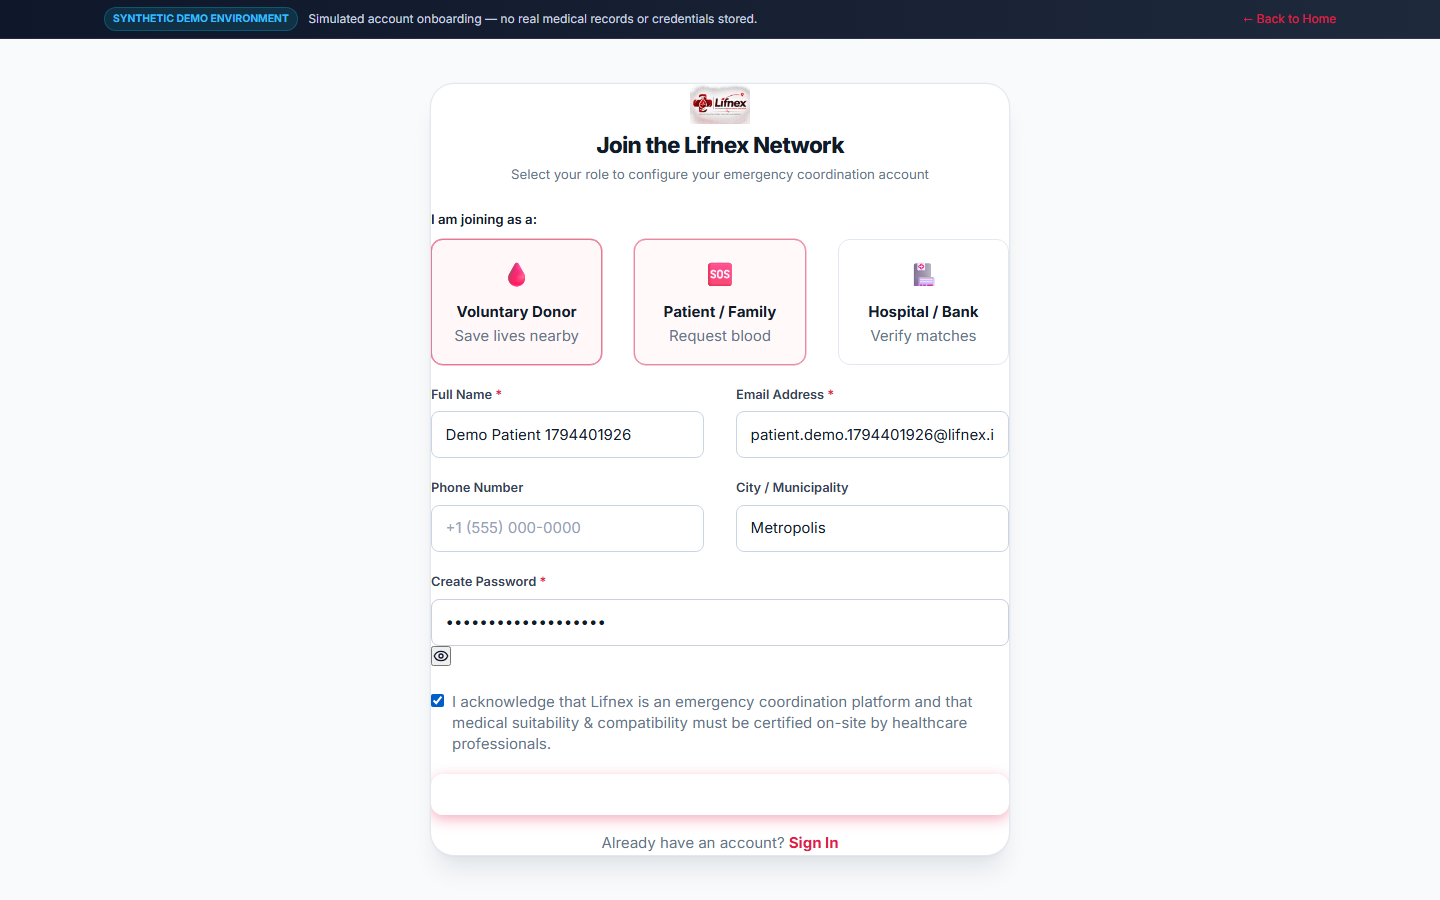 SYNTHETIC DEMO ENVIRONMENT Simulated account onboarding — no real medical records or credentials stored. ← Back to Home
Lifnex
Join the Lifnex Network
Select your role to configure your emergency coordination account
I am joining as a:
SOS
Voluntary Donor Patient / Family Hospital / Bank
Save lives nearby Request blood Verify matches
Full Name * Email Address *
Demo Patient 1794401926 patient.demo.1794401926@lifnex.i
Phone Number City / Municipality
+1 (555) 000-0000 Metropolis
Create Password *
•••••••••••••••••••
I acknowledge that Lifnex is an emergency coordination platform and that
medical suitability & compatibility must be certified on-site by healthcare
professionals.
Already have an account? Sign In